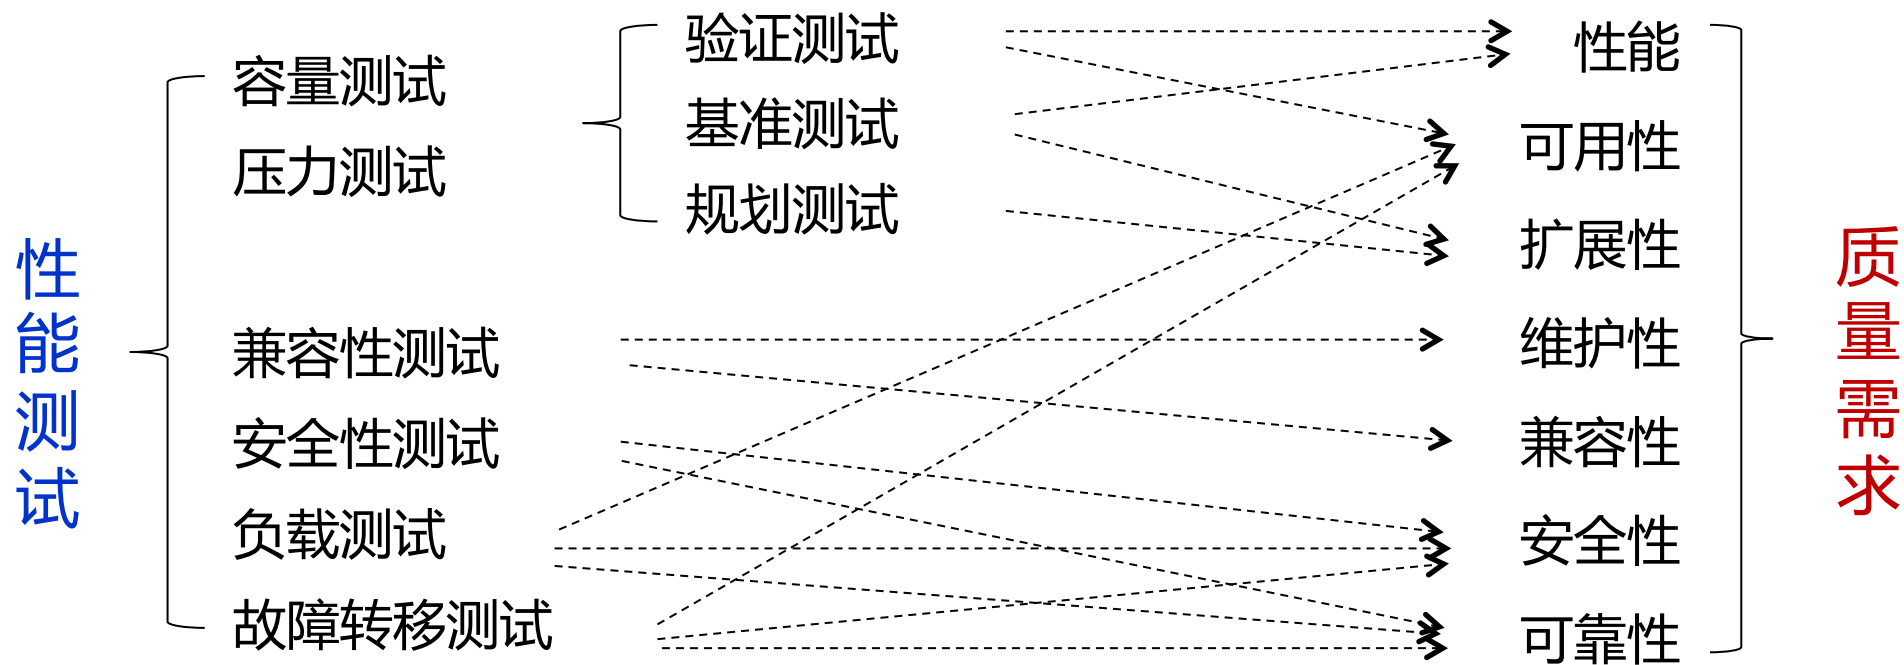 性能测试
容量测试
压力测试
兼容性测试
安全性测试
负载测试
故障转移测试
验证测试
基准测试
规划测试
性能
可用性
扩展性
维护性
兼容性
安全性
可靠性
质量需求